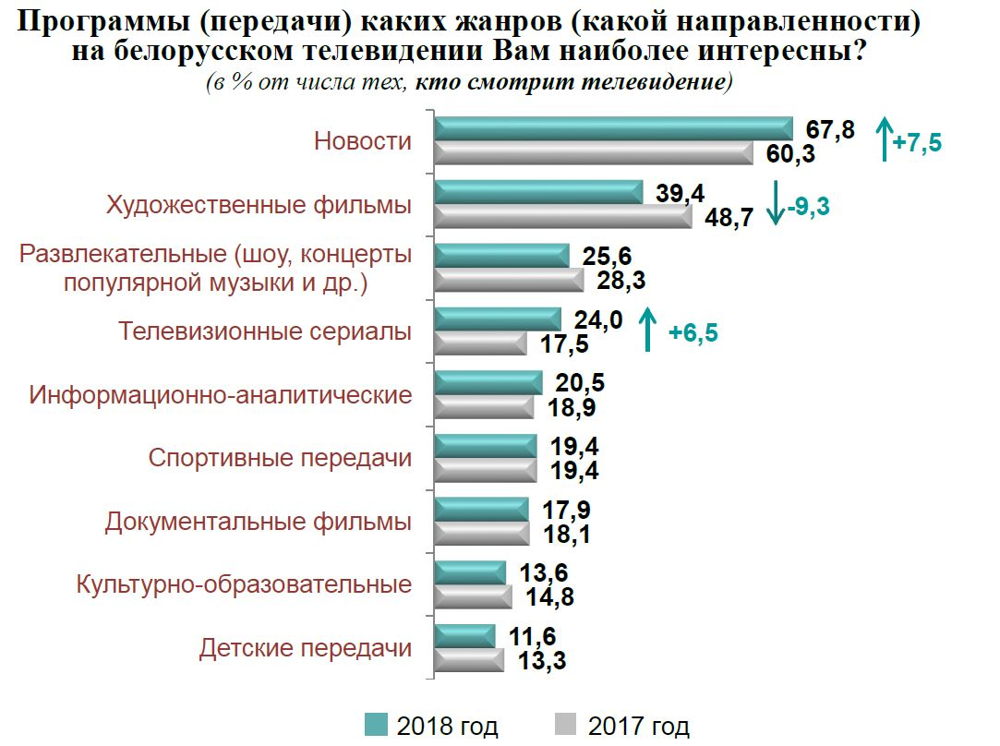 Программы (передачи) каких жанров (какой направленности)
на белорусском телевидении Вам наиболее интересны?
(в % от числа тех, кто смотрит телевидение)
Новости
67,8
60,3
+7,5
Художественные фильмы
39,4
48,7
-9,3
Развлекательные (шоу, концерты
популярной музыки и др.)
25,6
28,3
Телевизионные сериалы
24,0
17,5
+6,5
Информационно-аналитические
20,5
18,9
Спортивные передачи
19,4
19,4
Документальные фильмы
17,9
18,1
Культурно-образовательные
13,6
14,8
Детские передачи
11,6
13,3
2018 год
2017 год